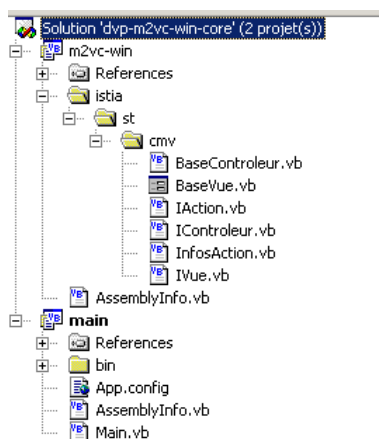 Solution 'dvp-m2vc-win-core' (2 projet(s))
m2vc-win
References
istia
st
cmv
BaseControleur.vb
BaseVue.vb
IAction.vb
IControleur.vb
InfosAction.vb
IVue.vb
AssemblyInfo.vb
main
References
bin
App.config
AssemblyInfo.vb
Main.vb